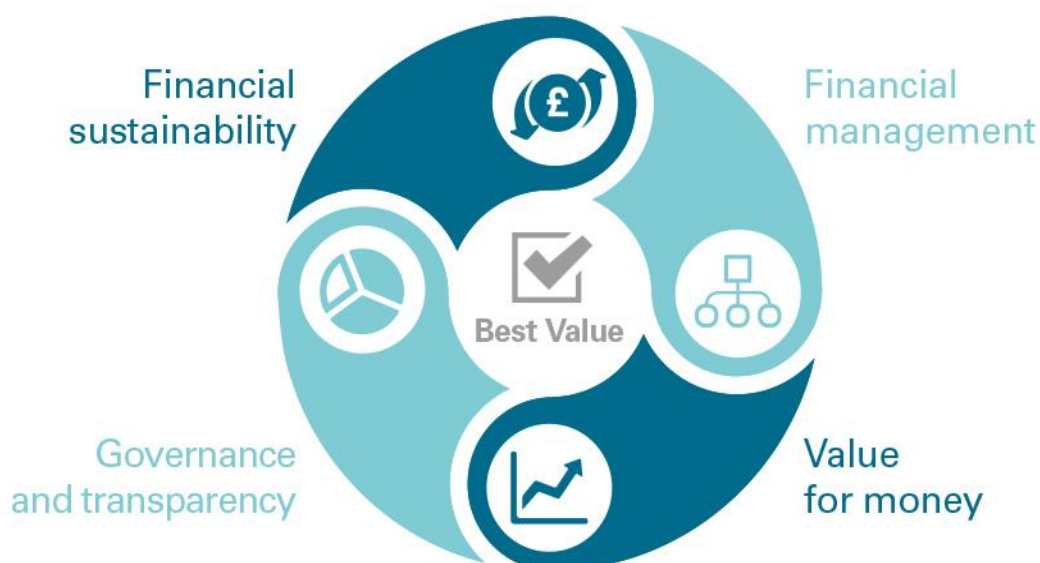 Financial
sustainability
Financial
management
£
Best Value
Governance
and transparency
Value
for money